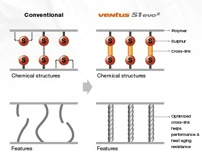 Conventional
ventus S1 evo²
S S S
S S S
Polymer
Sulphur
Cross-link
Chemical structures
Chemical structures
Optimized
cross-link
helps
performance &
heat aging
resistance
Features
Features